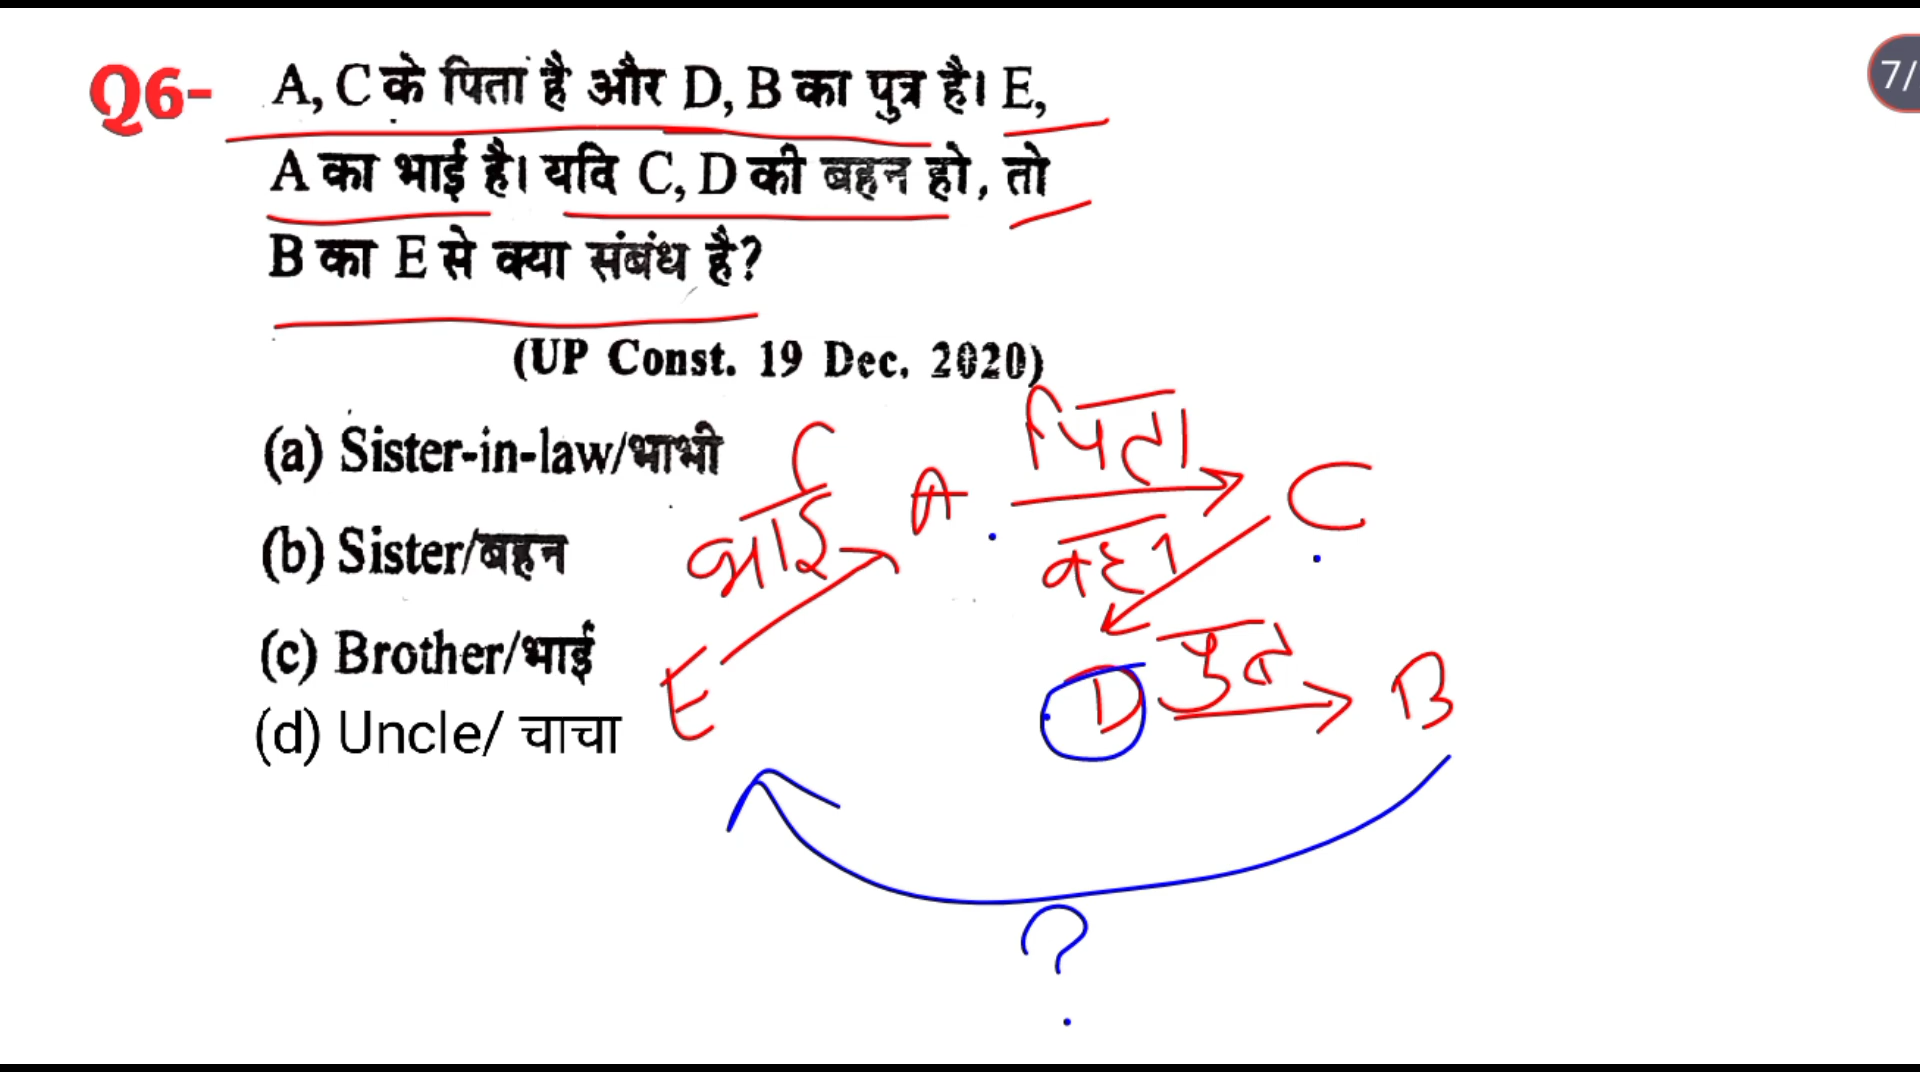 Q6- A, C के पिता है और D, B का पुत्र है। E,
A का भाई है। यदि C, D की बहन हो, तो
B का E से क्या संबंध है?
(UP Const. 19 Dec. 2020)
(a) Sister-in-law/भाभी
(b) Sister/बहन
(c) Brother/भाई
(d) Uncle/ चाचा
भाई A पिता C
बहन
E D पुत्र B
?
7/